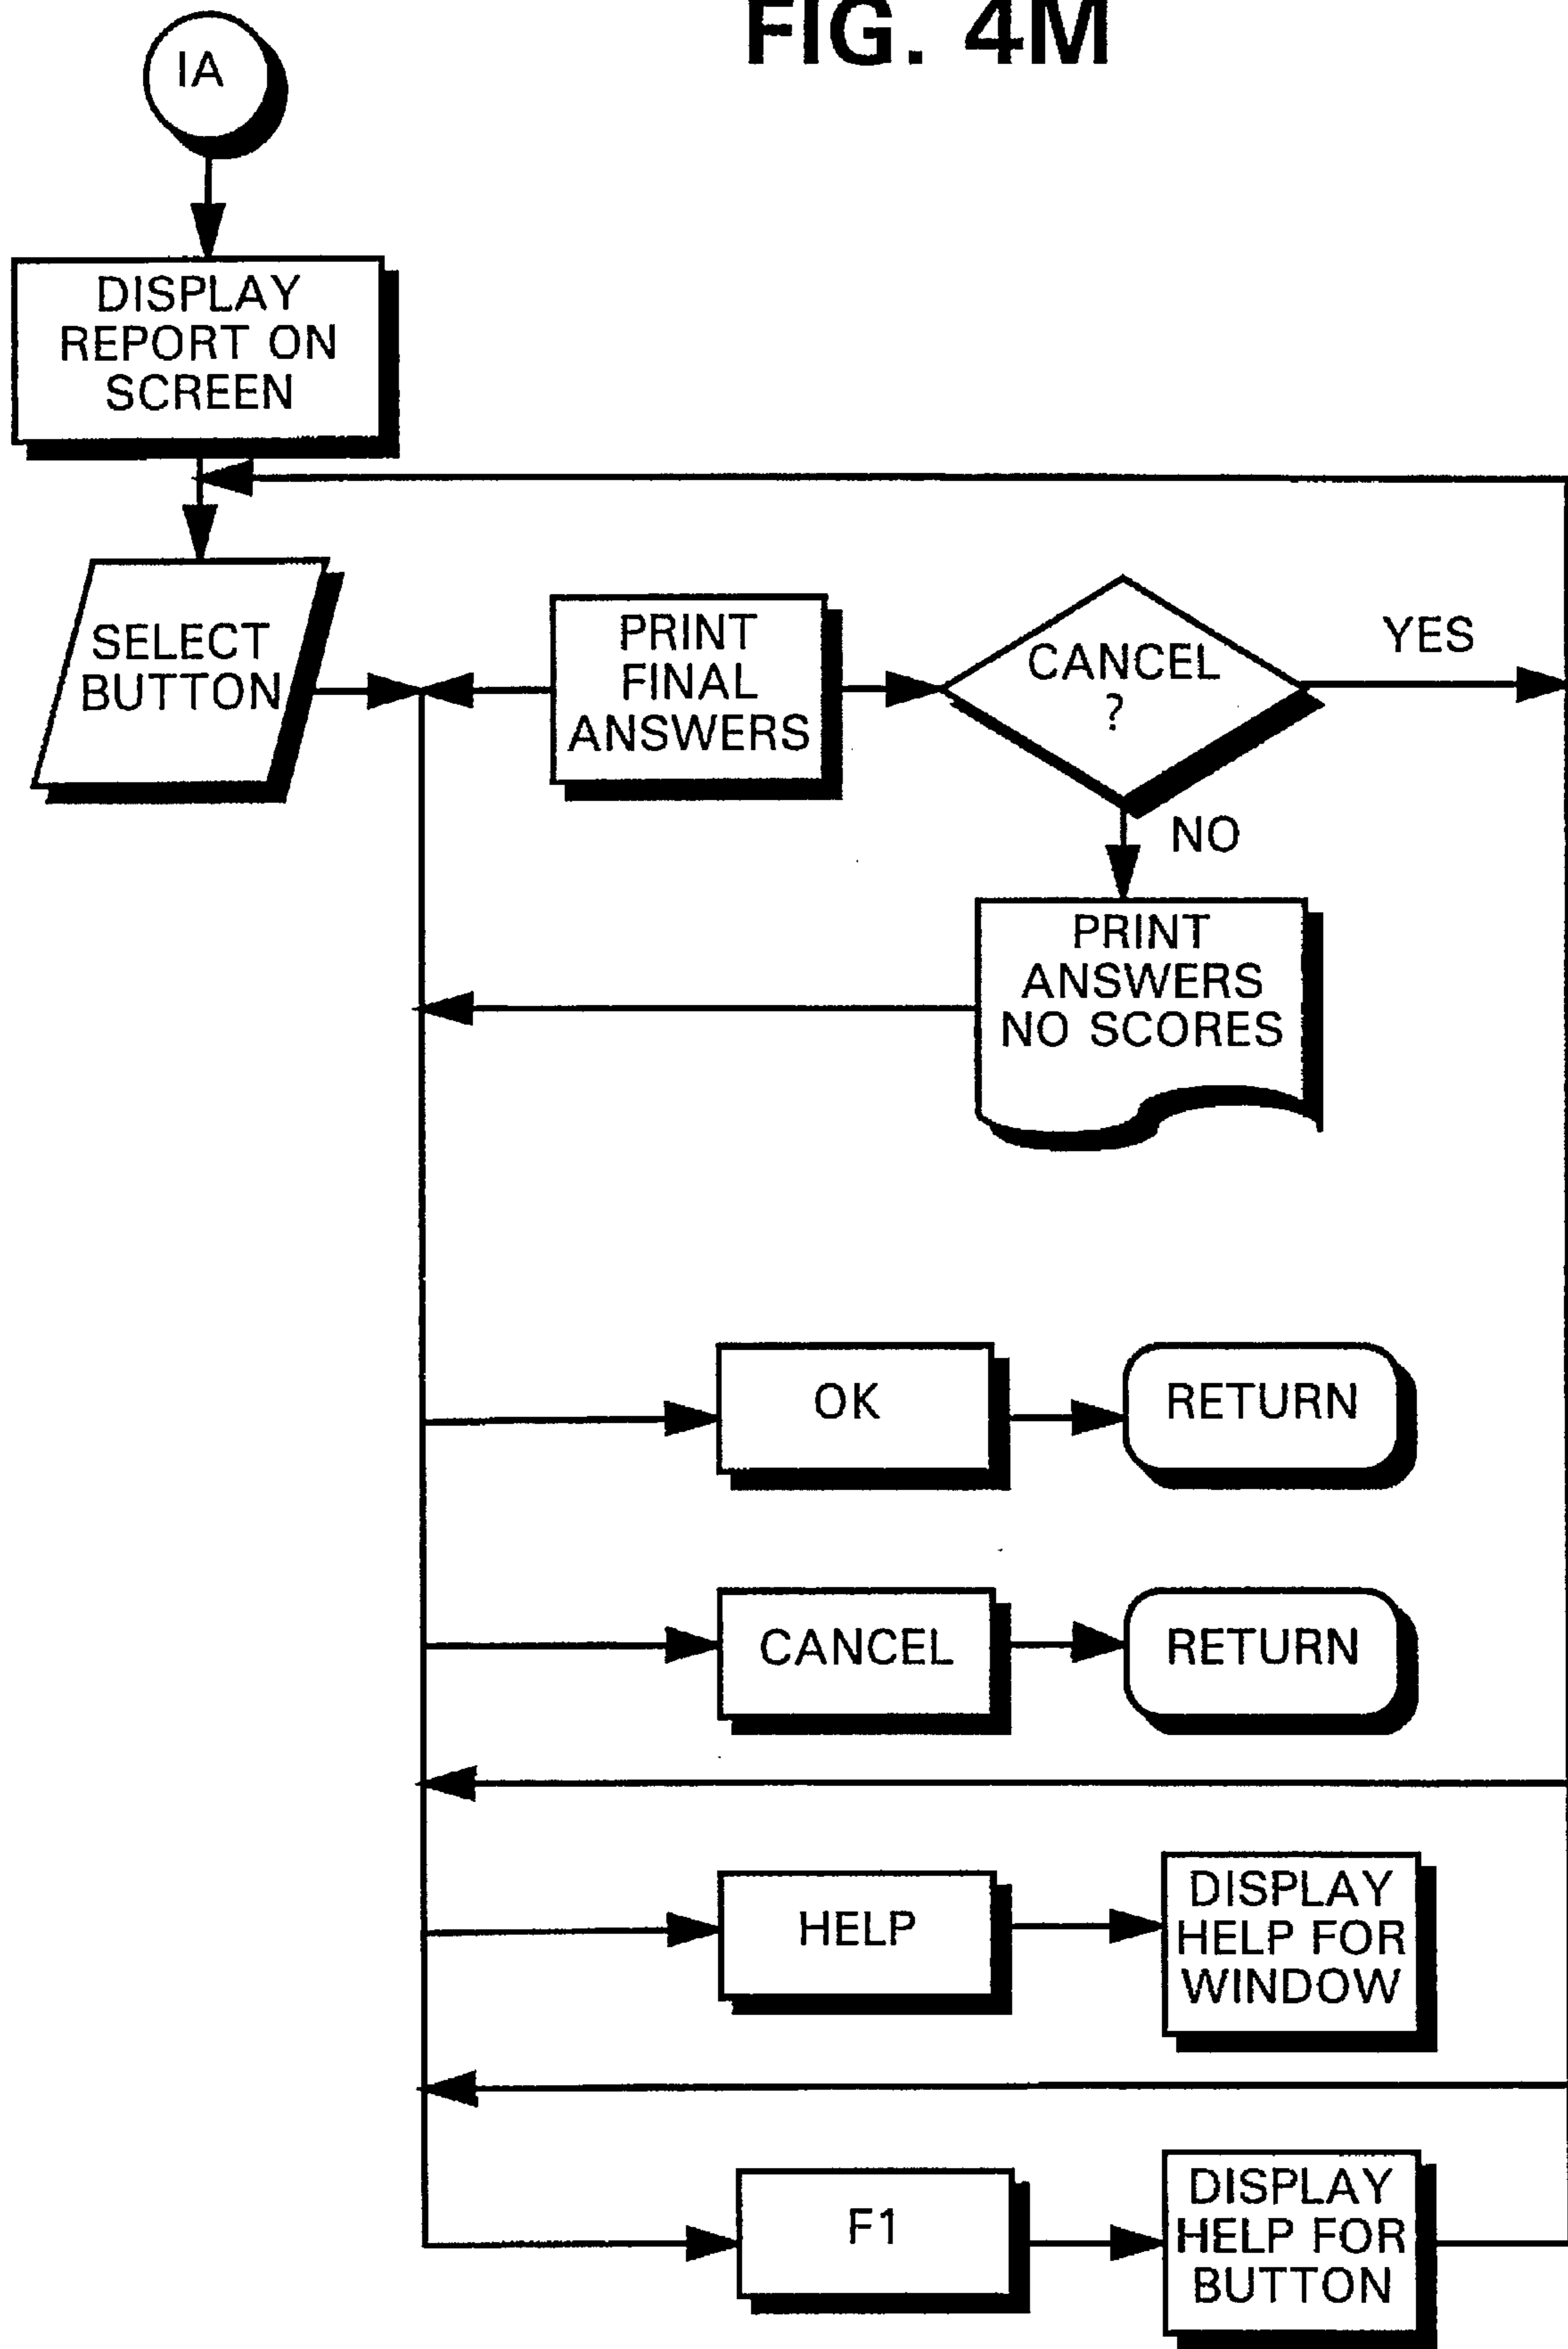 FIG. 4M
IA
DISPLAY
REPORT ON
SCREEN
SELECT
BUTTON
PRINT
FINAL
ANSWERS
CANCEL
?
YES
NO
PRINT
ANSWERS
NO SCORES
OK
RETURN
CANCEL
RETURN
HELP
DISPLAY
HELP FOR
WINDOW
F1
DISPLAY
HELP FOR
BUTTON